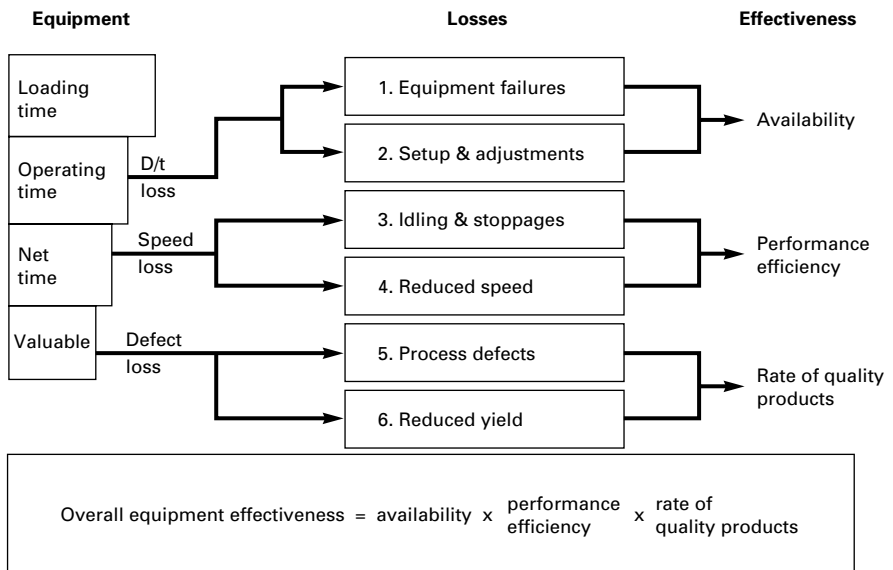 Equipment
Losses
Effectiveness
Loading
time
Operating
time
Net
time
Valuable
D/t
loss
Speed
loss
Defect
loss
1. Equipment failures
2. Setup & adjustments
3. Idling & stoppages
4. Reduced speed
5. Process defects
6. Reduced yield
Availability
Performance
efficiency
Rate of quality
products
Overall equipment effectiveness = availability x performance efficiency x rate of quality products